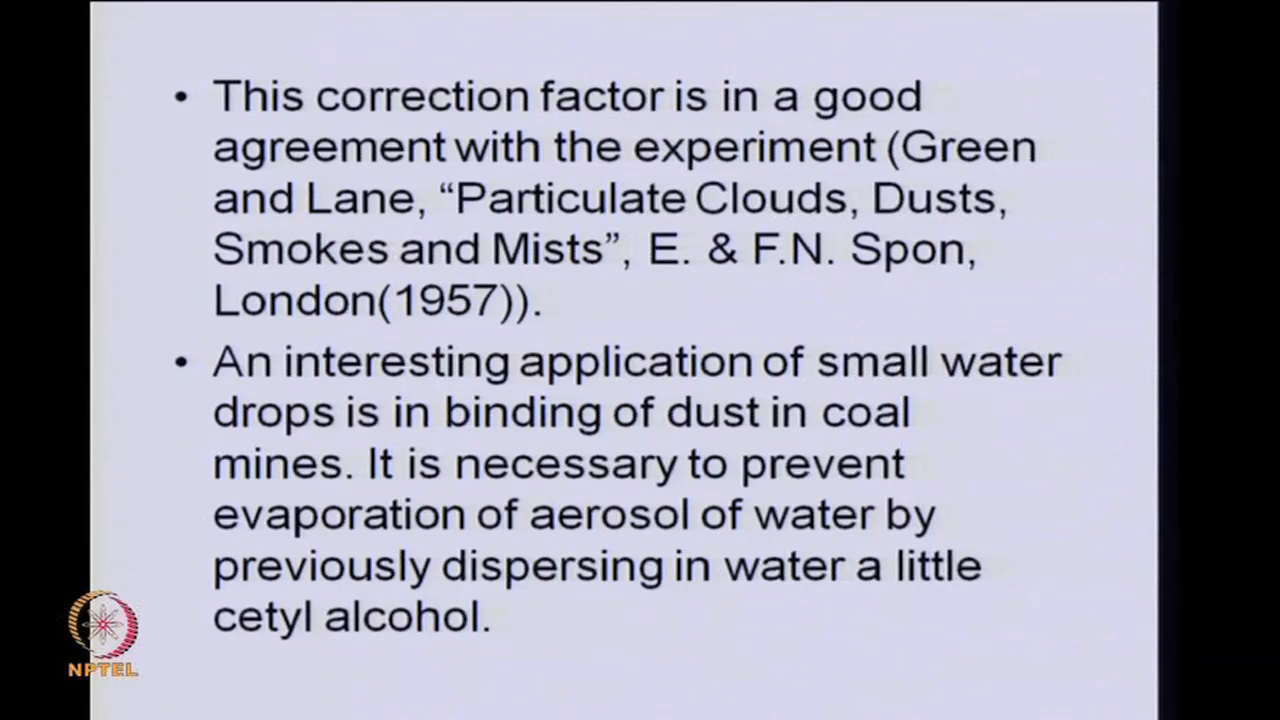 • This correction factor is in a good
agreement with the experiment (Green
and Lane, “Particulate Clouds, Dusts,
Smokes and Mists”, E. & F.N. Spon,
London(1957)).
• An interesting application of small water
drops is in binding of dust in coal
mines. It is necessary to prevent
evaporation of aerosol of water by
previously dispersing in water a little
cetyl alcohol.
NPTEL